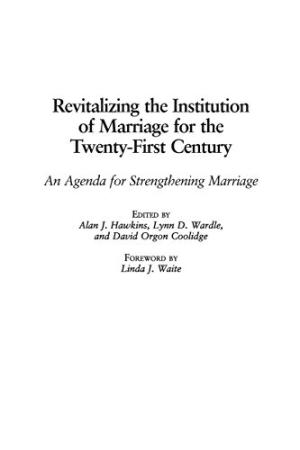 Revitalizing the Institution
of Marriage for the
Twenty-First Century
An Agenda for Strengthening Marriage
Edited by
Alan J. Hawkins, Lynn D. Wardle,
and David Orgon Coolidge
Foreword by
Linda J. Waite